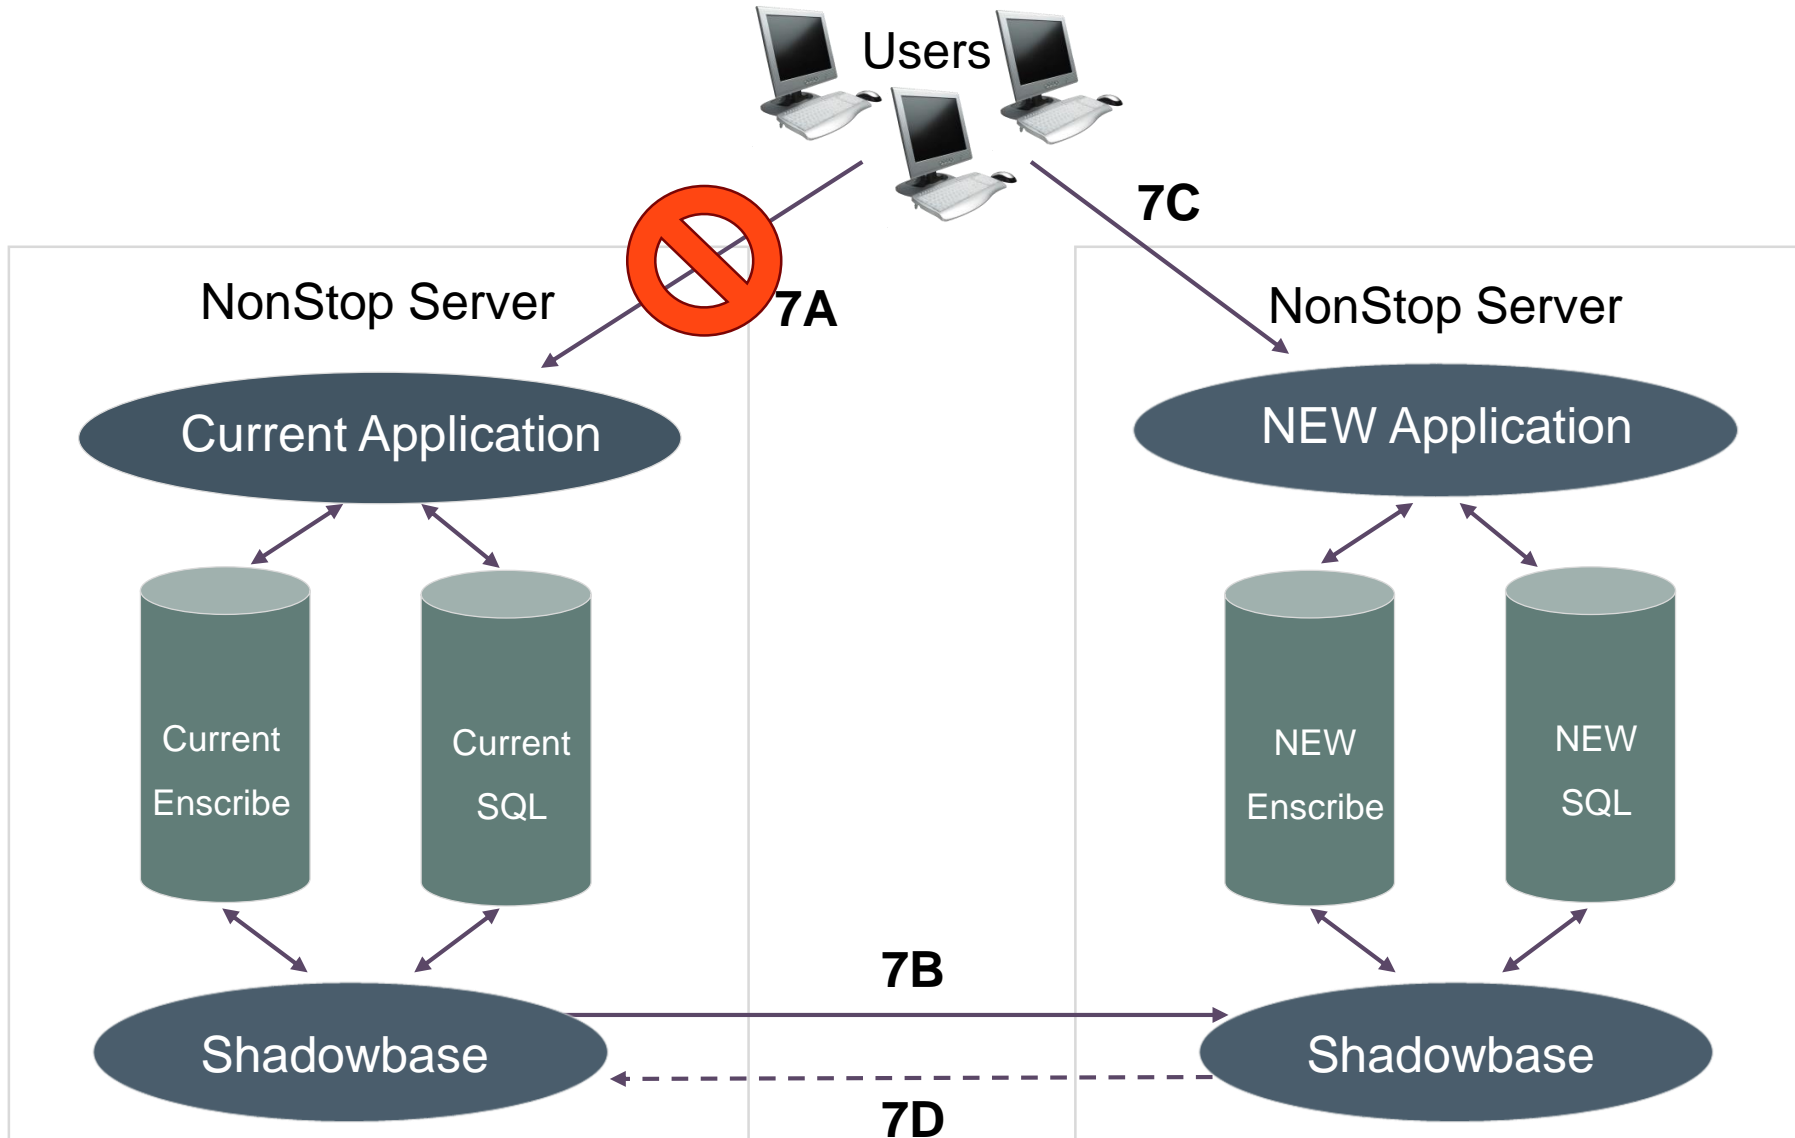 Users
7C
7A
NonStop Server
NonStop Server
Current Application
NEW Application
Current
Enscribe
Current
SQL
NEW
Enscribe
NEW
SQL
7B
Shadowbase
Shadowbase
7D